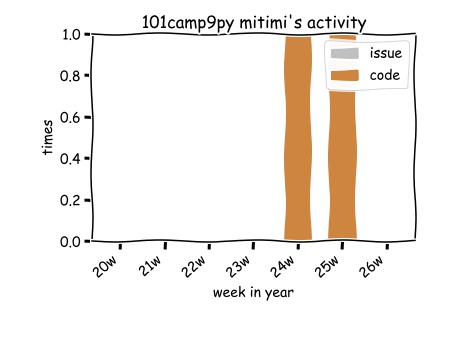 101camp9py mitimi's activity
issue
code
times
1.0
0.8
0.6
0.4
0.2
0.0
20w 21w 22w 23w 24w 25w 26w
week in year